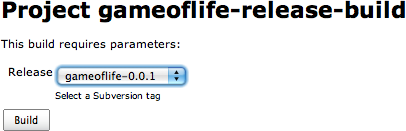 Project gameoflife-release-build
This build requires parameters:
Release gameoflife-0.0.1
Select a Subversion tag
Build